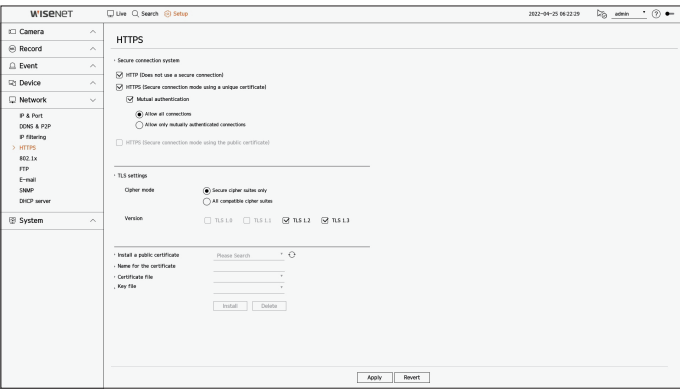 WISENET
Live Search Setup
2022-04-25 06:22:29 admin ?
Camera
Record
Event
Device
Network
IP & Port
DDNS & P2P
IP filtering
> HTTPS
802.1x
FTP
E-mail
SNMP
DHCP server
System
HTTPS
· Secure connection system
HTTP (Does not use a secure connection)
HTTPS (Secure connection mode using a unique certificate)
Mutual authentication
Allow all connections
Allow only mutually authenticated connections
HTTPS (Secure connection mode using the public certificate)
· TLS settings
Cipher mode Secure cipher suites only
All compatible cipher suites
Version TLS 1.0 TLS 1.1 TLS 1.2 TLS 1.3
· Install a public certificate Please Search
· Name for the certificate
· Certificate file
· Key file
Install Delete
Apply Revert